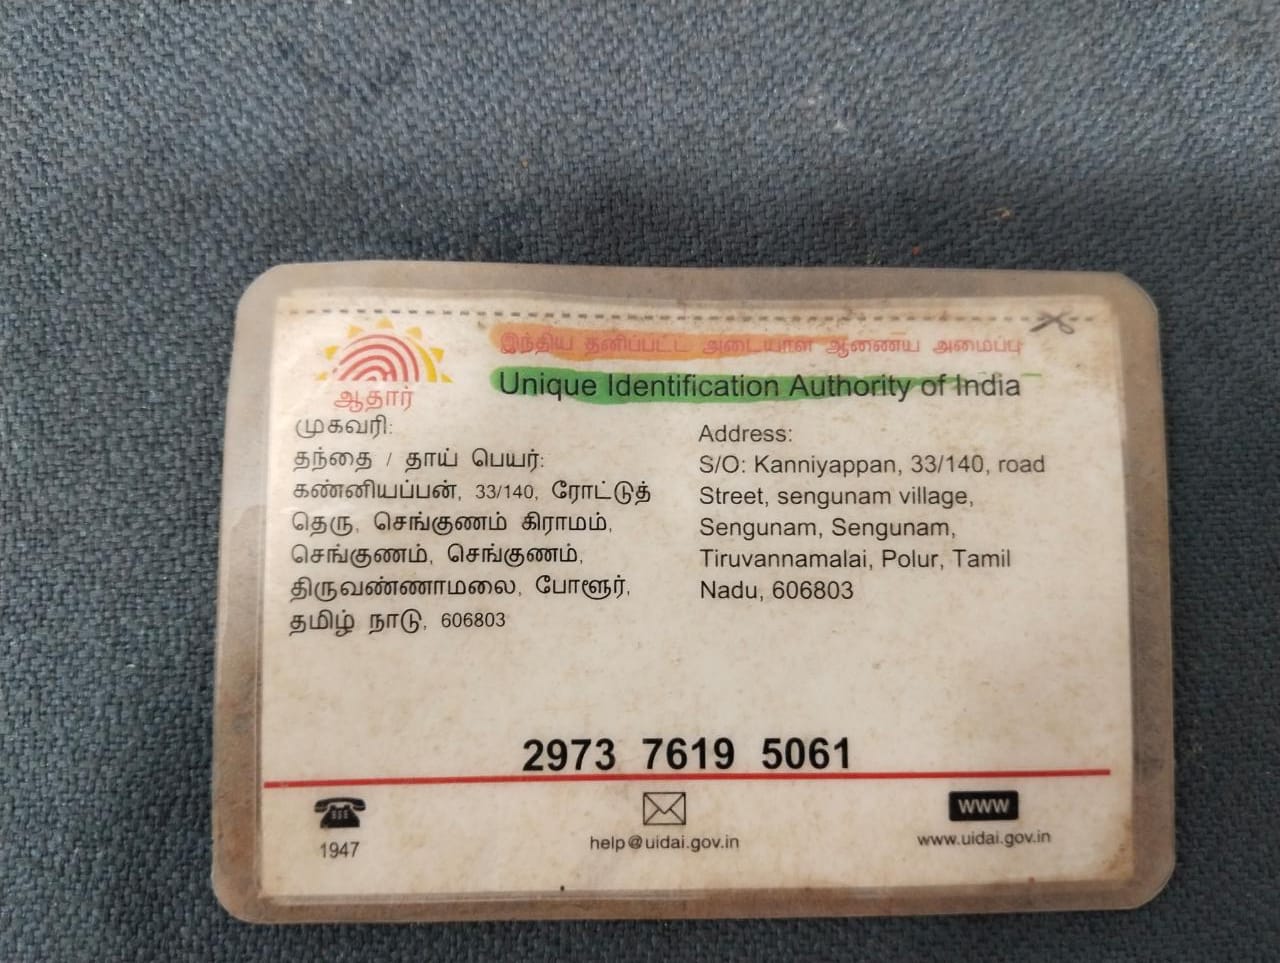 இந்திய தனிப்பட்ட அடையாள ஆணைய அமைப்பு
Unique Identification Authority of India
ஆதார்
முகவரி:
தந்தை / தாய் பெயர்:
கண்ணியப்பன், 33/140, ரோட்டுத்
தெரு, செங்குணம் கிராமம்,
செங்குணம், செங்குணம்,
திருவண்ணாமலை, போளூர்,
தமிழ் நாடு, 606803
Address:
S/O: Kanniyappan, 33/140, road
Street, sengunam village,
Sengunam, Sengunam,
Tiruvannamalai, Polur, Tamil
Nadu, 606803
2973 7619 5061
1947
help@uidai.gov.in
www
www.uidai.gov.in